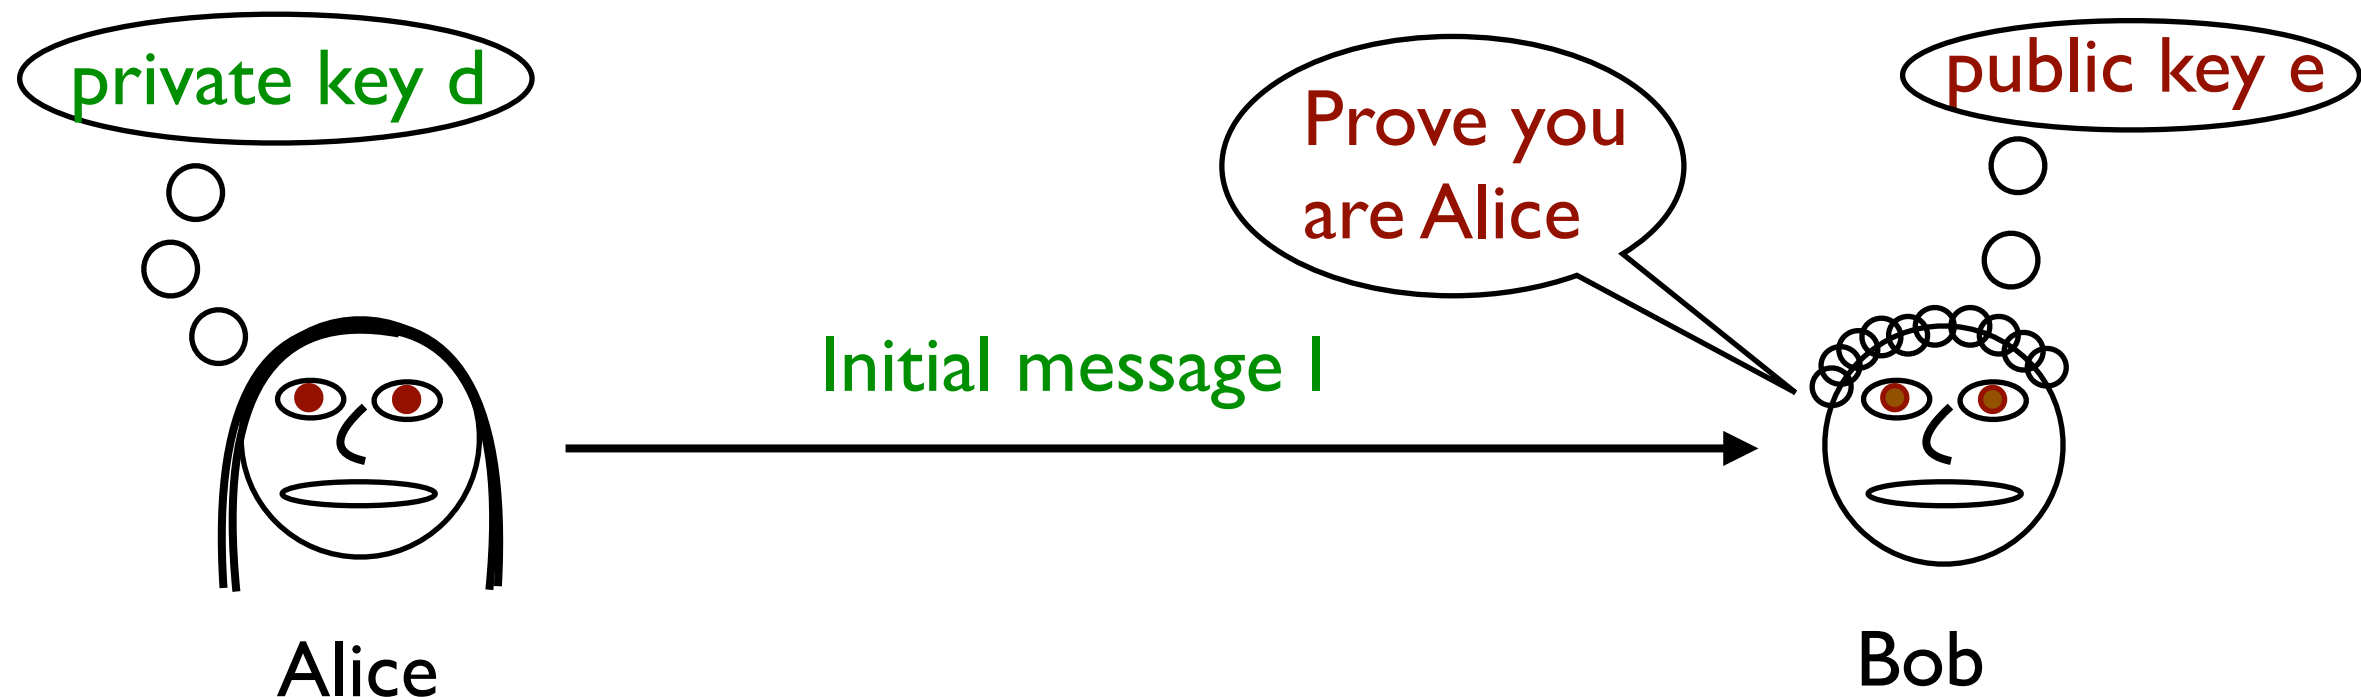 private key d
public key e
Prove you
are Alice
Initial message I
Alice
Bob